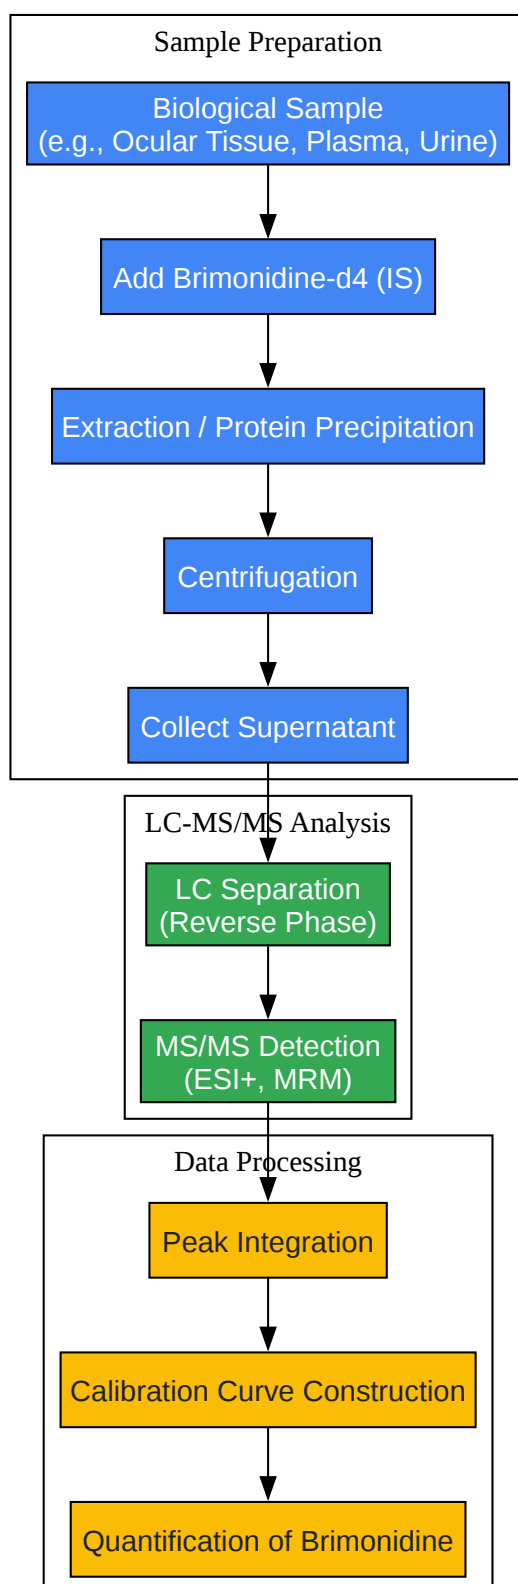 Sample Preparation
Biological Sample
(e.g., Ocular Tissue, Plasma, Urine)
Add Brimonidine-d4 (IS)
Extraction / Protein Precipitation
Centrifugation
Collect Supernatant
LC-MS/MS Analysis
LC Separation
(Reverse Phase)
MS/MS Detection
(ESI+, MRM)
Data Processing
Peak Integration
Calibration Curve Construction
Quantification of Brimonidine